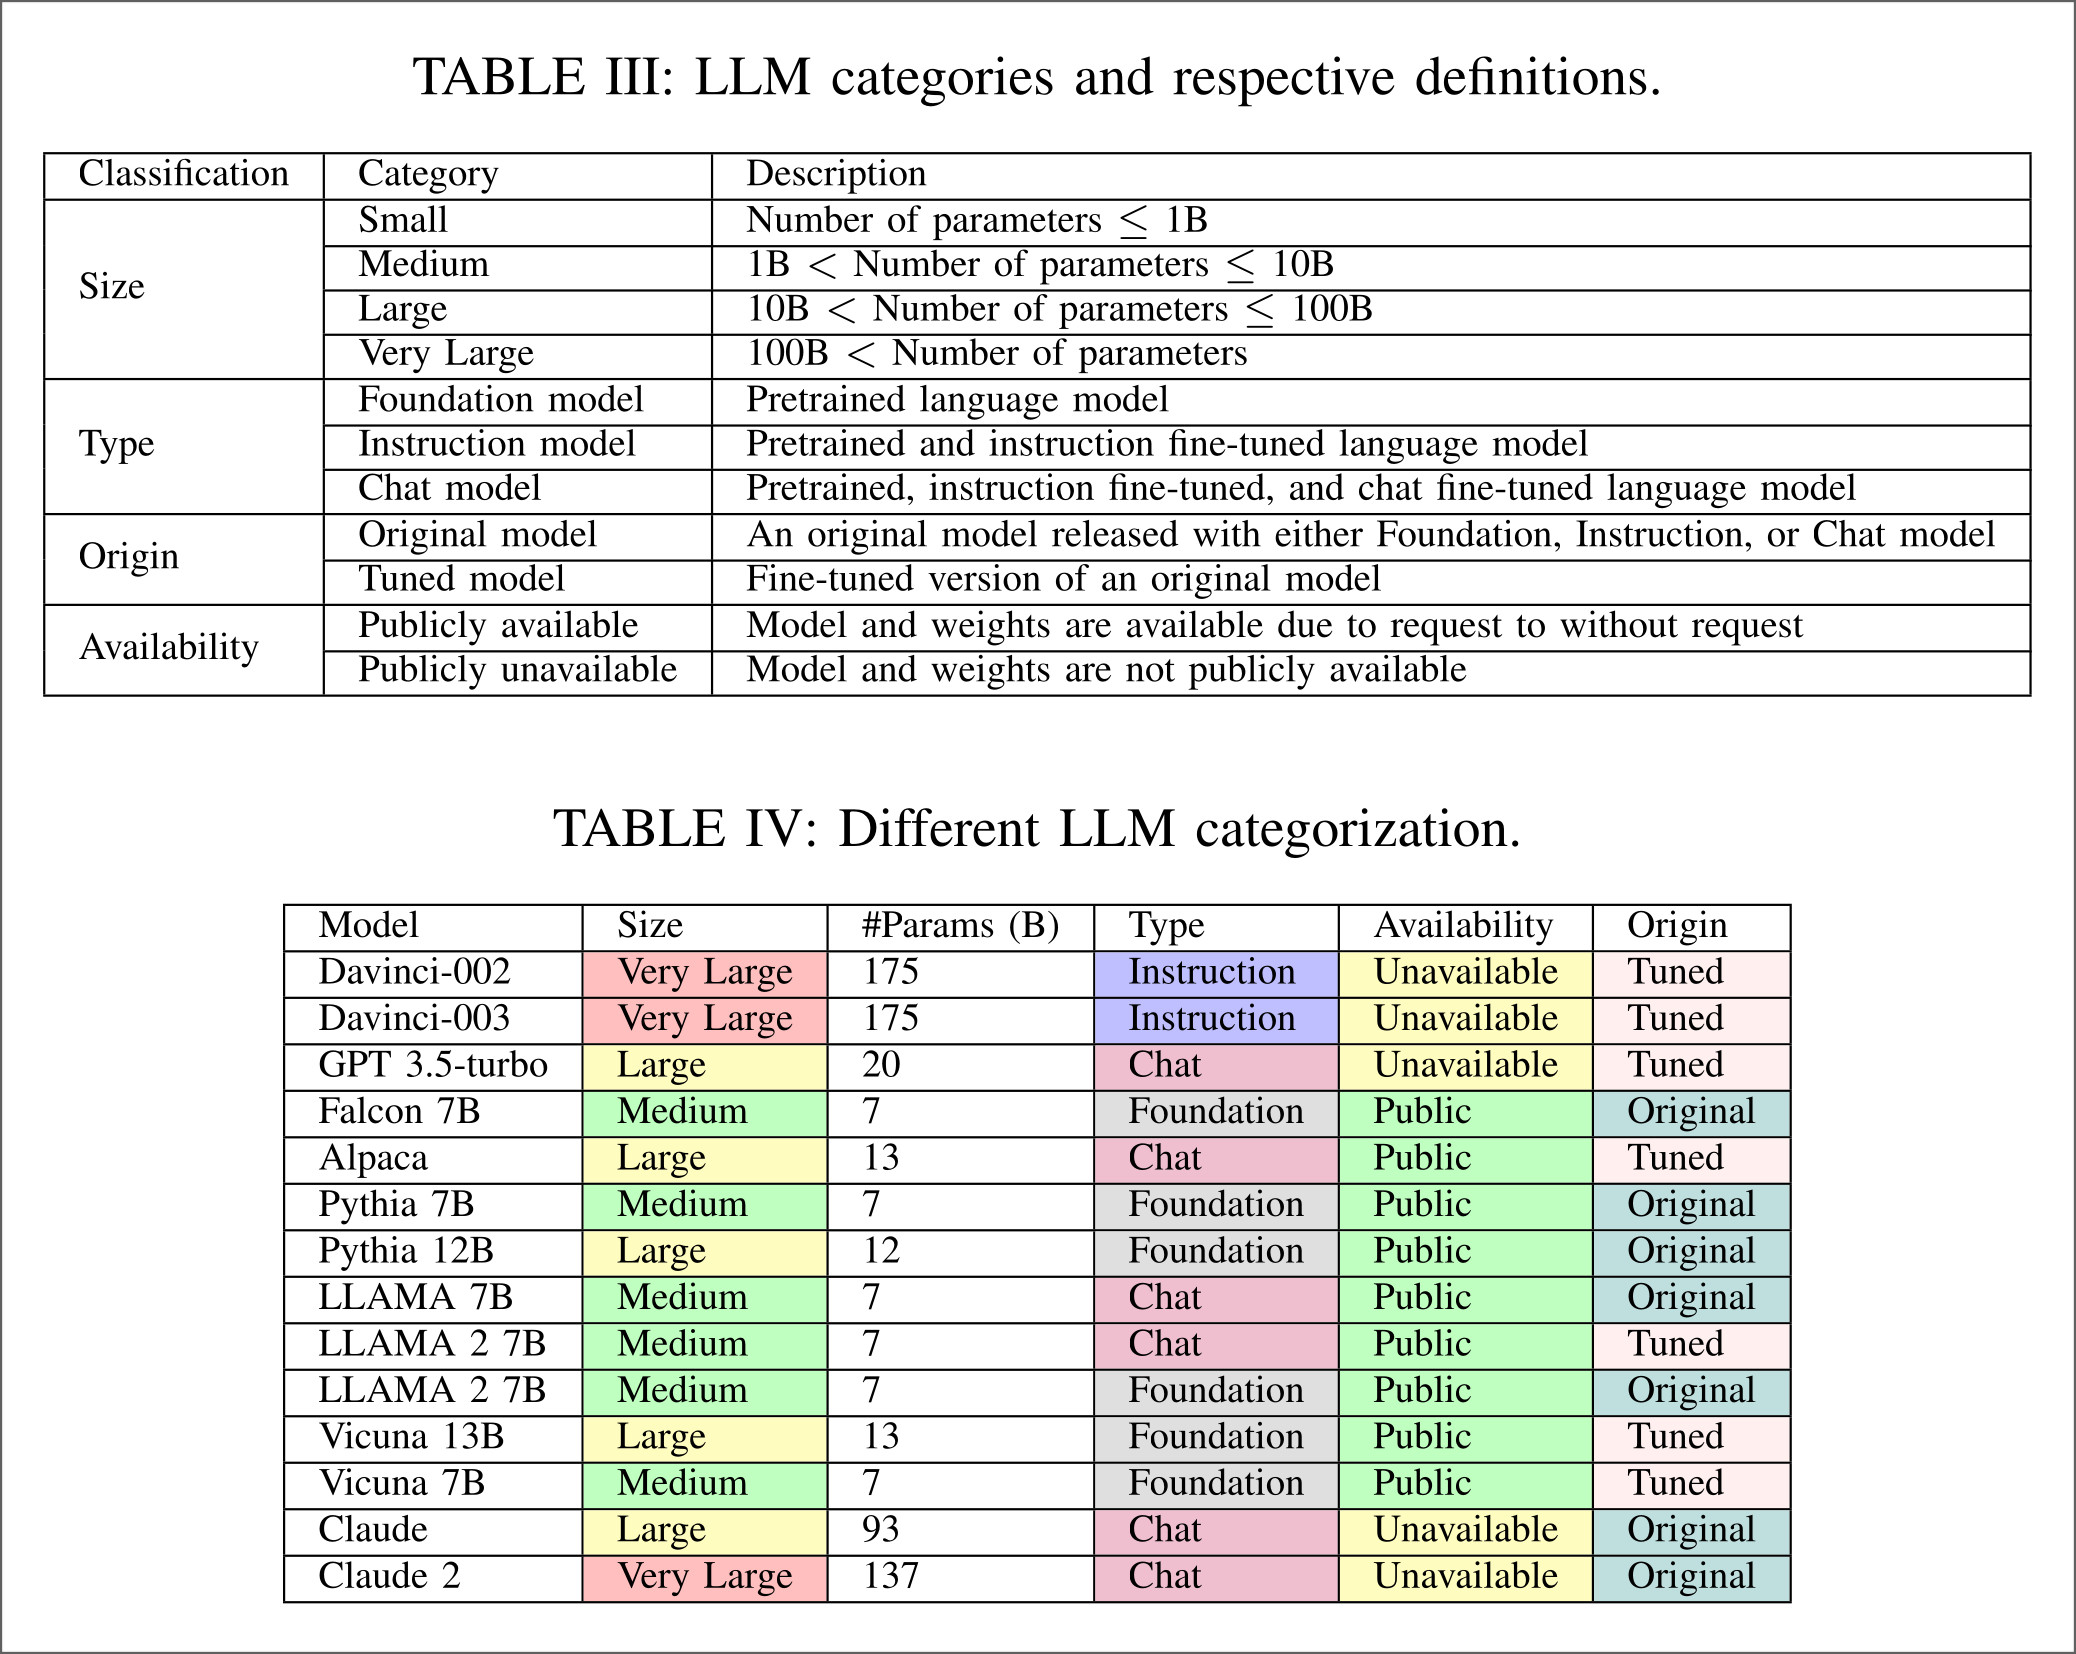 TABLE III: LLM categories and respective definitions.
Classification Category Description
Small Number of parameters ≤ 1B
Medium 1B < Number of parameters ≤ 10B
Size
Large 10B < Number of parameters ≤ 100B
Very Large 100B < Number of parameters
Foundation model Pretrained language model
Type Instruction model Pretrained and instruction fine-tuned language model
Chat model Pretrained, instruction fine-tuned, and chat fine-tuned language model
Original model An original model released with either Foundation, Instruction, or Chat model
Origin
Tuned model Fine-tuned version of an original model
Publicly available Model and weights are available due to request to without request
Availability
Publicly unavailable Model and weights are not publicly available
TABLE IV: Different LLM categorization.
Model Size #Params (B) Type Availability Origin
Davinci-002 Very Large 175 Instruction Unavailable Tuned
Davinci-003 Very Large 175 Instruction Unavailable Tuned
GPT 3.5-turbo Large 20 Chat Unavailable Tuned
Falcon 7B Medium 7 Foundation Public Original
Alpaca Large 13 Chat Public Tuned
Pythia 7B Medium 7 Foundation Public Original
Pythia 12B Large 12 Foundation Public Original
LLAMA 7B Medium 7 Chat Public Original
LLAMA 2 7B Medium 7 Chat Public Tuned
LLAMA 2 7B Medium 7 Foundation Public Original
Vicuna 13B Large 13 Foundation Public Tuned
Vicuna 7B Medium 7 Foundation Public Tuned
Claude Large 93 Chat Unavailable Original
Claude 2 Very Large 137 Chat Unavailable Original